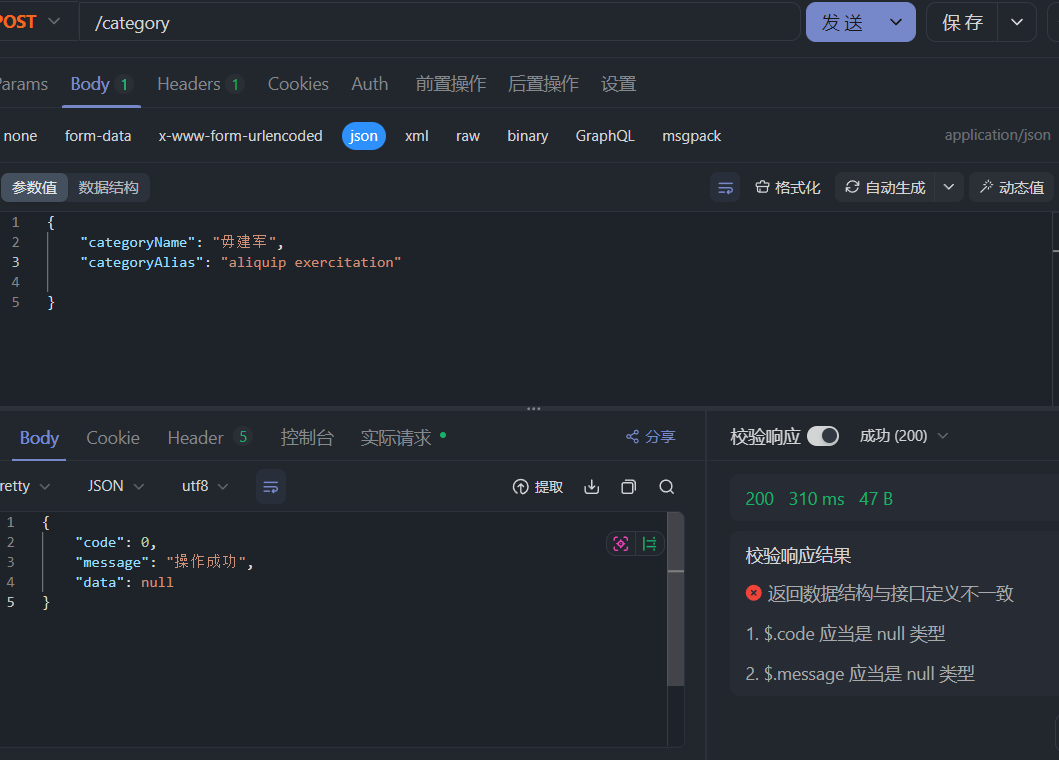 POST /category 发 送 保 存
Params Body 1 Headers 1 Cookies Auth 前置操作 后置操作 设置
none form-data x-www-form-urlencoded json xml raw binary GraphQL msgpack application/json
参数值 数据结构 格式化 自动生成 动态值
1 {
2 "categoryName": "毋建军",
3 "categoryAlias": "aliquip exercitation"
4
5 }
Body Cookie Header 5 控制台 实际请求 分享
retty JSON utf8 提取
1 {
2 "code": 0,
3 "message": "操作成功",
4 "data": null
5 }
校验响应 成功 (200)
200 310 ms 47 B
校验响应结果
返回数据结构与接口定义不一致
1. $.code 应当是 null 类型
2. $.message 应当是 null 类型